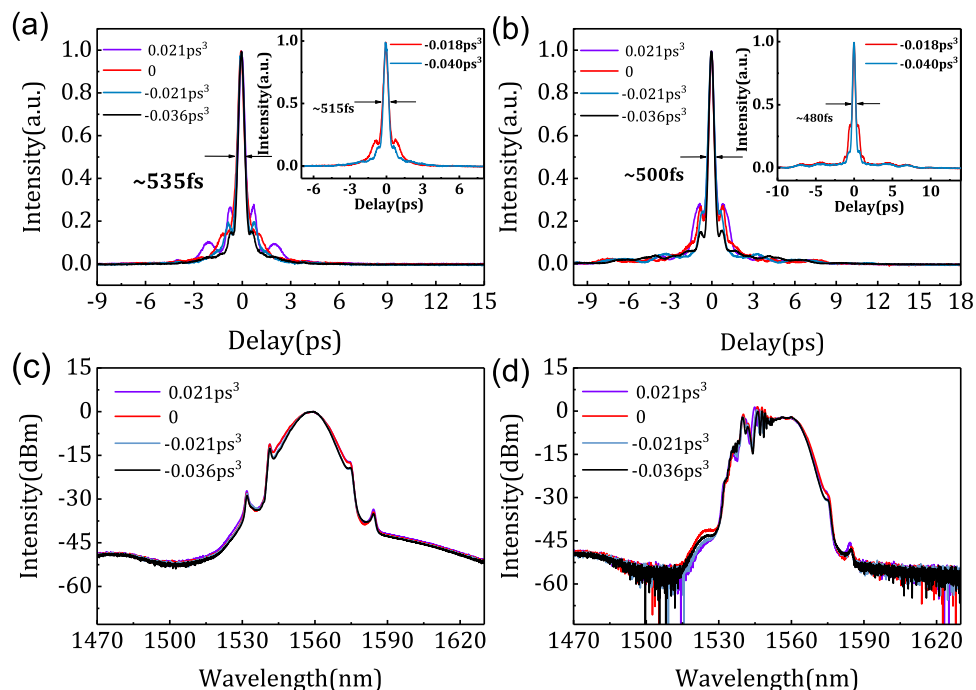 (a)
Intensity(a.u.)
1.0
0.8
0.6
0.4
0.2
0.0
0.021ps³
0
-0.021ps³
-0.036ps³
~535fs
-9 -6 -3 0 3 6 9 12 15
Delay(ps)
Intensity(a.u.)
1.0
0.5
0.0
-0.018ps³
-0.040ps³
~515fs
-6 -3 0 3 6
Delay(ps)
(b)
Intensity(a.u.)
1.0
0.8
0.6
0.4
0.2
0.0
0.021ps³
0
-0.021ps³
-0.036ps³
~500fs
-9 -6 -3 0 3 6 9 12 15 18
Delay(ps)
Intensity(a.u.)
1.0
0.5
0.0
-0.018ps³
-0.040ps³
~480fs
-10 -5 0 5 10
Delay(ps)
(c)
Intensity(dBm)
15
0
-15
-30
-45
-60
0.021ps³
0
-0.021ps³
-0.036ps³
1470 1500 1530 1560 1590 1620
Wavelength(nm)
(d)
Intensity(dBm)
15
0
-15
-30
-45
-60
0.021ps³
0
-0.021ps³
-0.036ps³
1470 1500 1530 1560 1590 1620
Wavelength(nm)